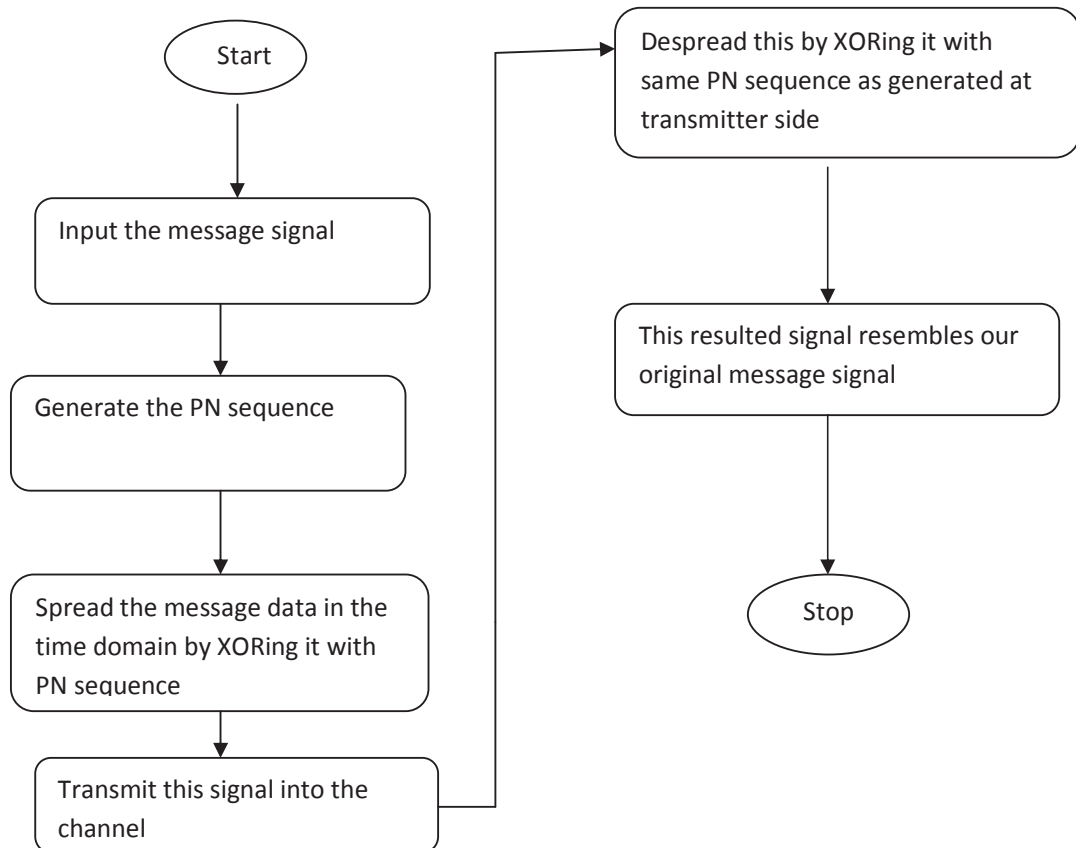 Start
Input the message signal
Generate the PN sequence
Spread the message data in the
time domain by XORing it with
PN sequence
Transmit this signal into the
channel
Despread this by XORing it with
same PN sequence as generated at
transmitter side
This resulted signal resembles our
original message signal
Stop